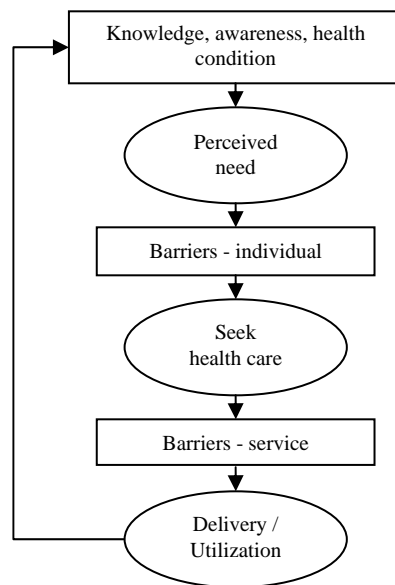 Knowledge, awareness, health
condition
Perceived
need
Barriers - individual
Seek
health care
Barriers - service
Delivery /
Utilization